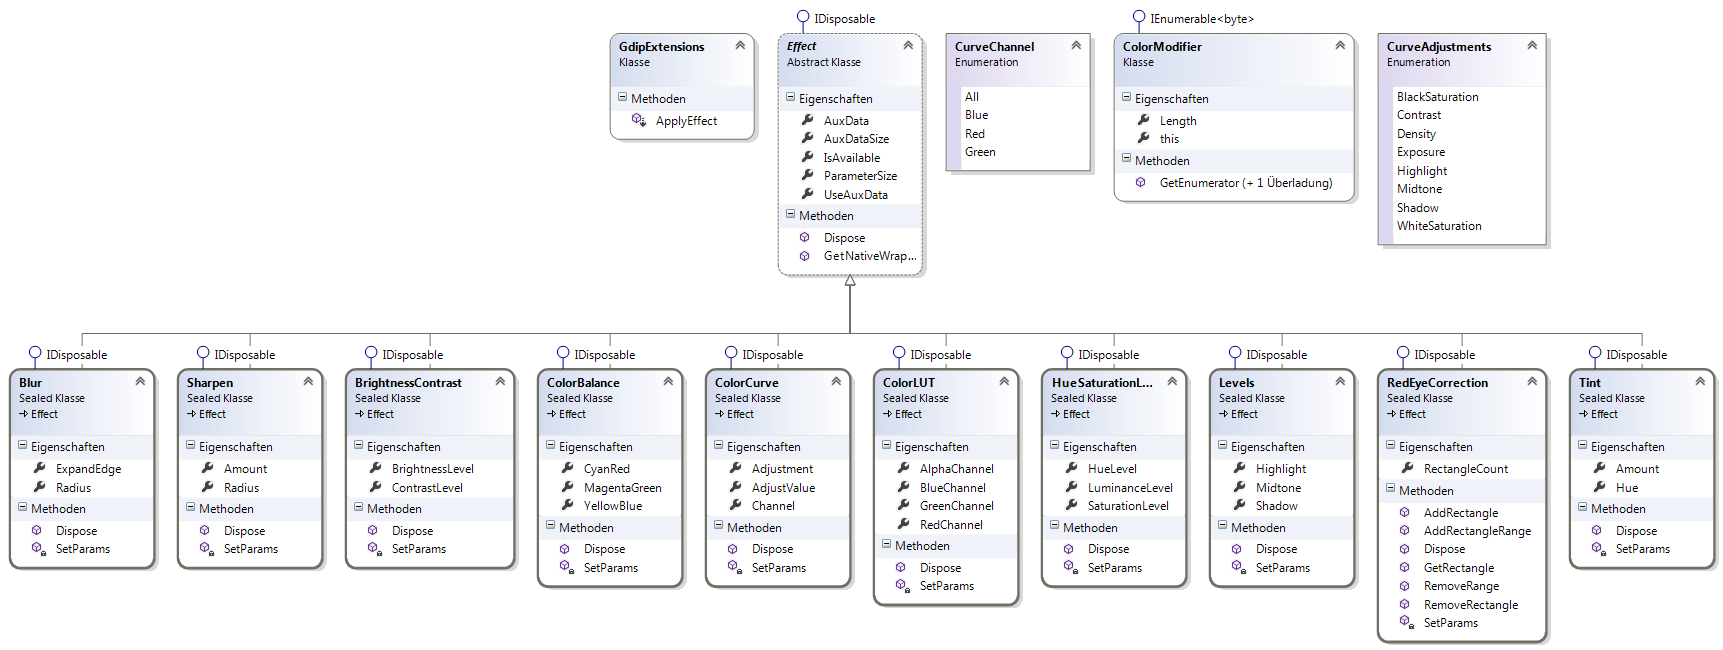 IDisposable
GdipExtensions
Klasse
Methoden
ApplyEffect
Effect
Abstract Klasse
Eigenschaften
AuxData
AuxDataSize
IsAvailable
ParameterSize
UseAuxData
Methoden
Dispose
GetNativeWrap...
CurveChannel
Enumeration
All
Blue
Red
Green
IEnumerable<byte>
ColorModifier
Klasse
Eigenschaften
Length
this
Methoden
GetEnumerator (+ 1 Überladung)
CurveAdjustments
Enumeration
BlackSaturation
Contrast
Density
Exposure
Highlight
Midtone
Shadow
WhiteSaturation
IDisposable
Blur
Sealed Klasse
Effect
Eigenschaften
ExpandEdge
Radius
Methoden
Dispose
SetParams
IDisposable
Sharpen
Sealed Klasse
Effect
Eigenschaften
Amount
Radius
Methoden
Dispose
SetParams
IDisposable
BrightnessContrast
Sealed Klasse
Effect
Eigenschaften
BrightnessLevel
ContrastLevel
Methoden
Dispose
SetParams
IDisposable
ColorBalance
Sealed Klasse
Effect
Eigenschaften
CyanRed
MagentaGreen
YellowBlue
Methoden
Dispose
SetParams
IDisposable
ColorCurve
Sealed Klasse
Effect
Eigenschaften
Adjustment
AdjustValue
Channel
Methoden
Dispose
SetParams
IDisposable
ColorLUT
Sealed Klasse
Effect
Eigenschaften
AlphaChannel
BlueChannel
GreenChannel
RedChannel
Methoden
Dispose
SetParams
IDisposable
HueSaturationL...
Sealed Klasse
Effect
Eigenschaften
HueLevel
LuminanceLevel
SaturationLevel
Methoden
Dispose
SetParams
IDisposable
Levels
Sealed Klasse
Effect
Eigenschaften
Highlight
Midtone
Shadow
Methoden
Dispose
SetParams
IDisposable
RedEyeCorrection
Sealed Klasse
Effect
Eigenschaften
RectangleCount
Methoden
AddRectangle
AddRectangleRange
Dispose
GetRectangle
RemoveRange
RemoveRectangle
SetParams
IDisposable
Tint
Sealed Klasse
Effect
Eigenschaften
Amount
Hue
Methoden
Dispose
SetParams